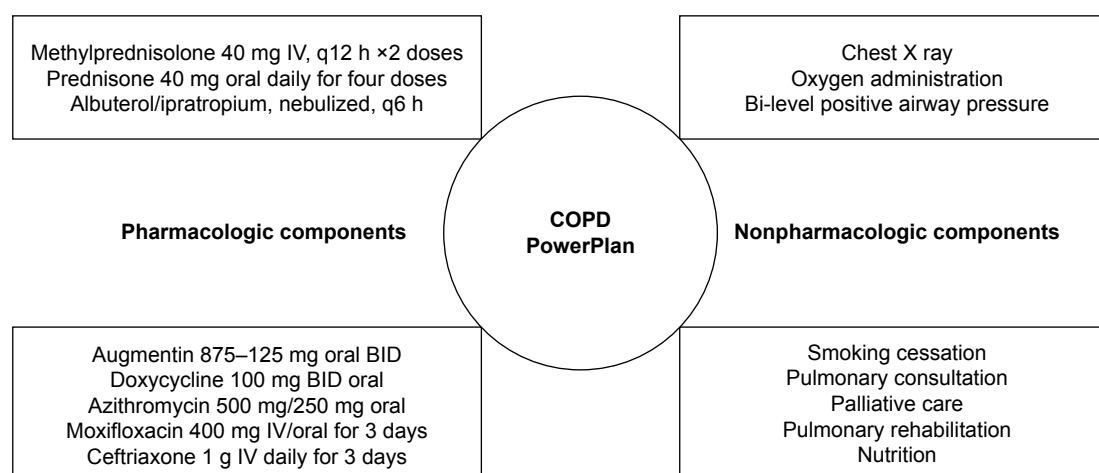 Methylprednisolone 40 mg IV, q12 h ×2 doses
Prednisone 40 mg oral daily for four doses
Albuterol/ipratropium, nebulized, q6 h
Chest X ray
Oxygen administration
Bi-level positive airway pressure
Pharmacologic components
COPD
PowerPlan
Nonpharmacologic components
Augmentin 875–125 mg oral BID
Doxycycline 100 mg BID oral
Azithromycin 500 mg/250 mg oral
Moxifloxacin 400 mg IV/oral for 3 days
Ceftriaxone 1 g IV daily for 3 days
Smoking cessation
Pulmonary consultation
Palliative care
Pulmonary rehabilitation
Nutrition